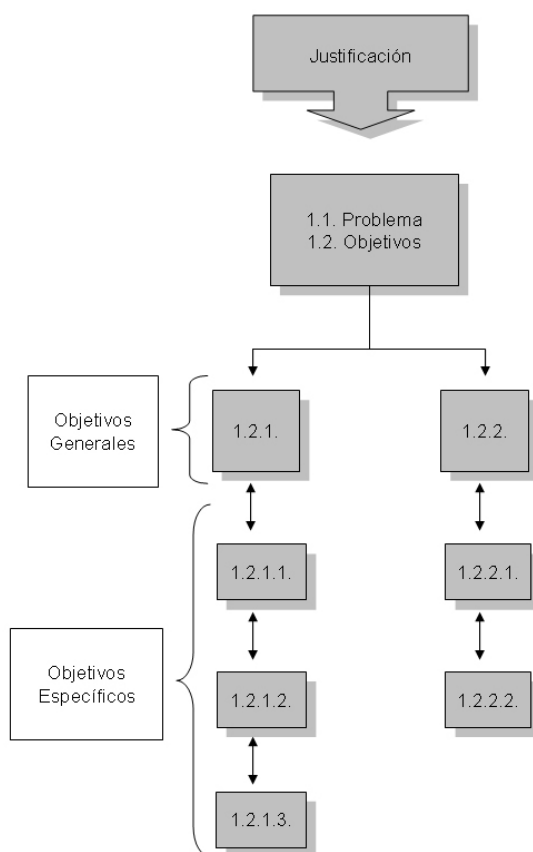 Justificación
1.1. Problema
1.2. Objetivos
Objetivos
Generales
1.2.1.
1.2.2.
1.2.1.1.
1.2.2.1.
Objetivos
Específicos
1.2.1.2.
1.2.2.2.
1.2.1.3.